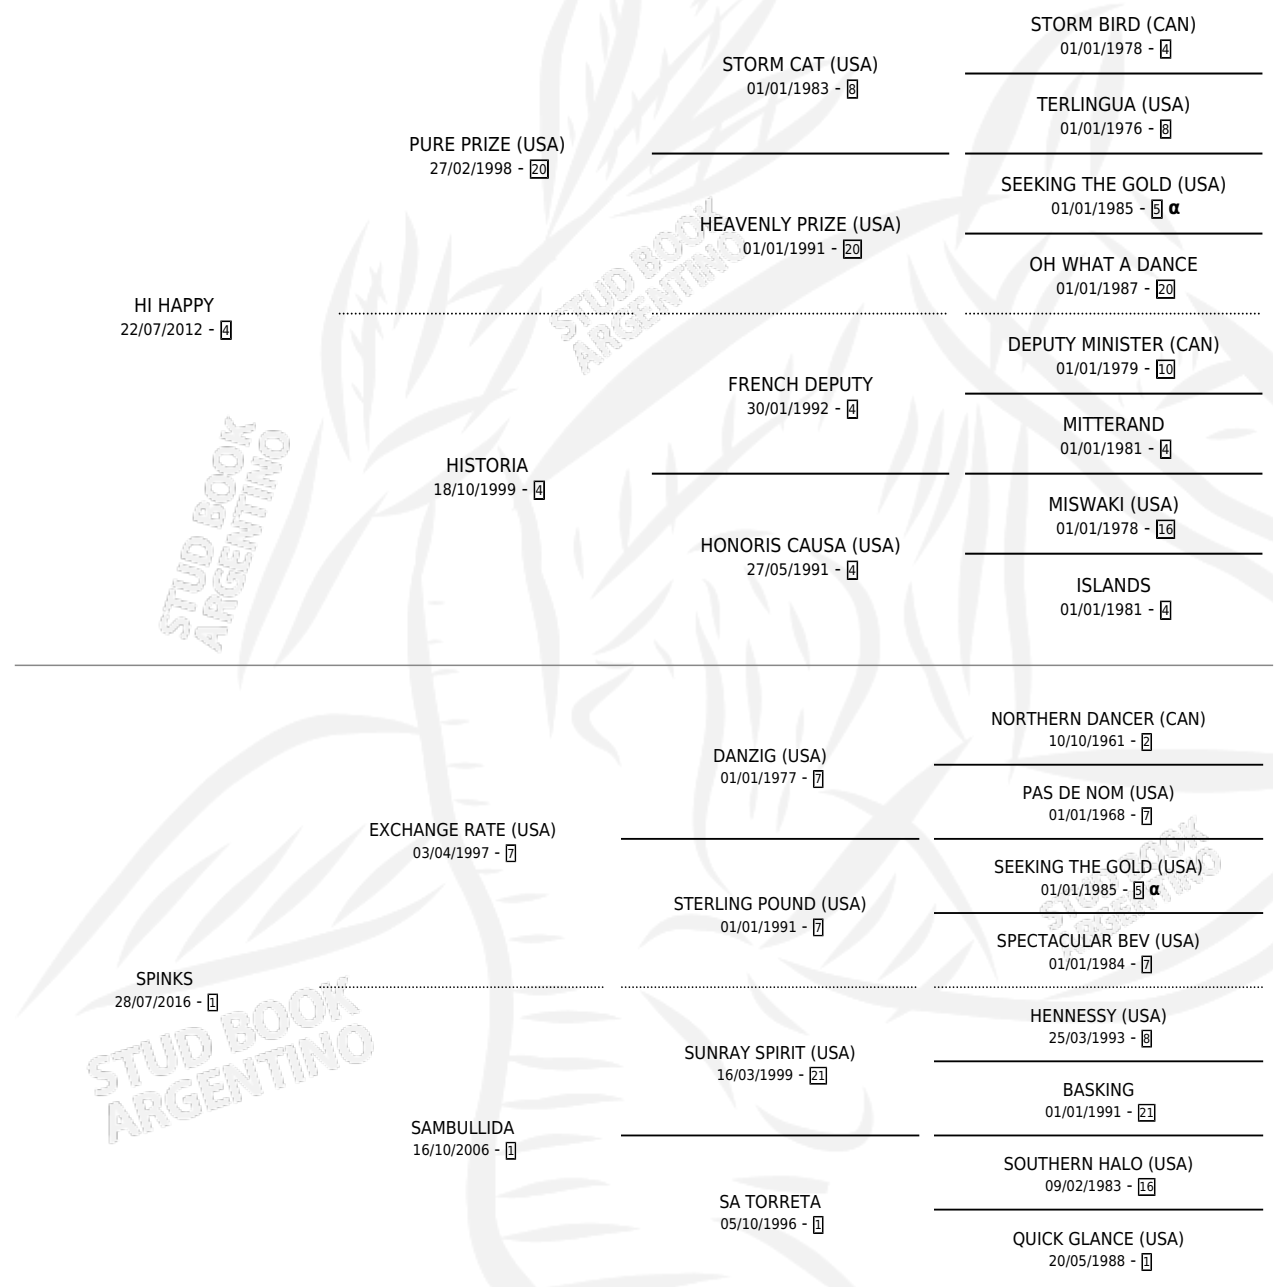 STORM BIRD (CAN)
01/01/1978 - 4
STORM CAT (USA)
01/01/1983 - 8
TERLINGUA (USA)
01/01/1976 - 8
PURE PRIZE (USA)
27/02/1998 - 20
SEEKING THE GOLD (USA)
01/01/1985 - 5 α
HEAVENLY PRIZE (USA)
01/01/1991 - 20
OH WHAT A DANCE
01/01/1987 - 20
HI HAPPY
22/07/2012 - 4
DEPUTY MINISTER (CAN)
01/01/1979 - 10
FRENCH DEPUTY
30/01/1992 - 4
MITTERAND
01/01/1981 - 4
HISTORIA
18/10/1999 - 4
MISWAKI (USA)
01/01/1978 - 16
HONORIS CAUSA (USA)
27/05/1991 - 4
ISLANDS
01/01/1981 - 4
STUD BOOK
ARGENTINO
STUD BOOK
ARGENTINO
NORTHERN DANCER (CAN)
10/10/1961 - 2
DANZIG (USA)
01/01/1977 - 7
PAS DE NOM (USA)
01/01/1968 - 7
EXCHANGE RATE (USA)
03/04/1997 - 7
SEEKING THE GOLD (USA)
01/01/1985 - 5 α
STERLING POUND (USA)
01/01/1991 - 7
SPECTACULAR BEV (USA)
01/01/1984 - 7
SPINKS
28/07/2016 - 1
HENNESSY (USA)
25/03/1993 - 8
SUNRAY SPIRIT (USA)
16/03/1999 - 21
BASKING
01/01/1991 - 21
SAMBULLIDA
16/10/2006 - 1
SOUTHERN HALO (USA)
09/02/1983 - 16
SA TORRETA
05/10/1996 - 1
QUICK GLANCE (USA)
20/05/1988 - 1
STUD BOOK
ARGENTINO
STUD BOOK
ARGENTINO